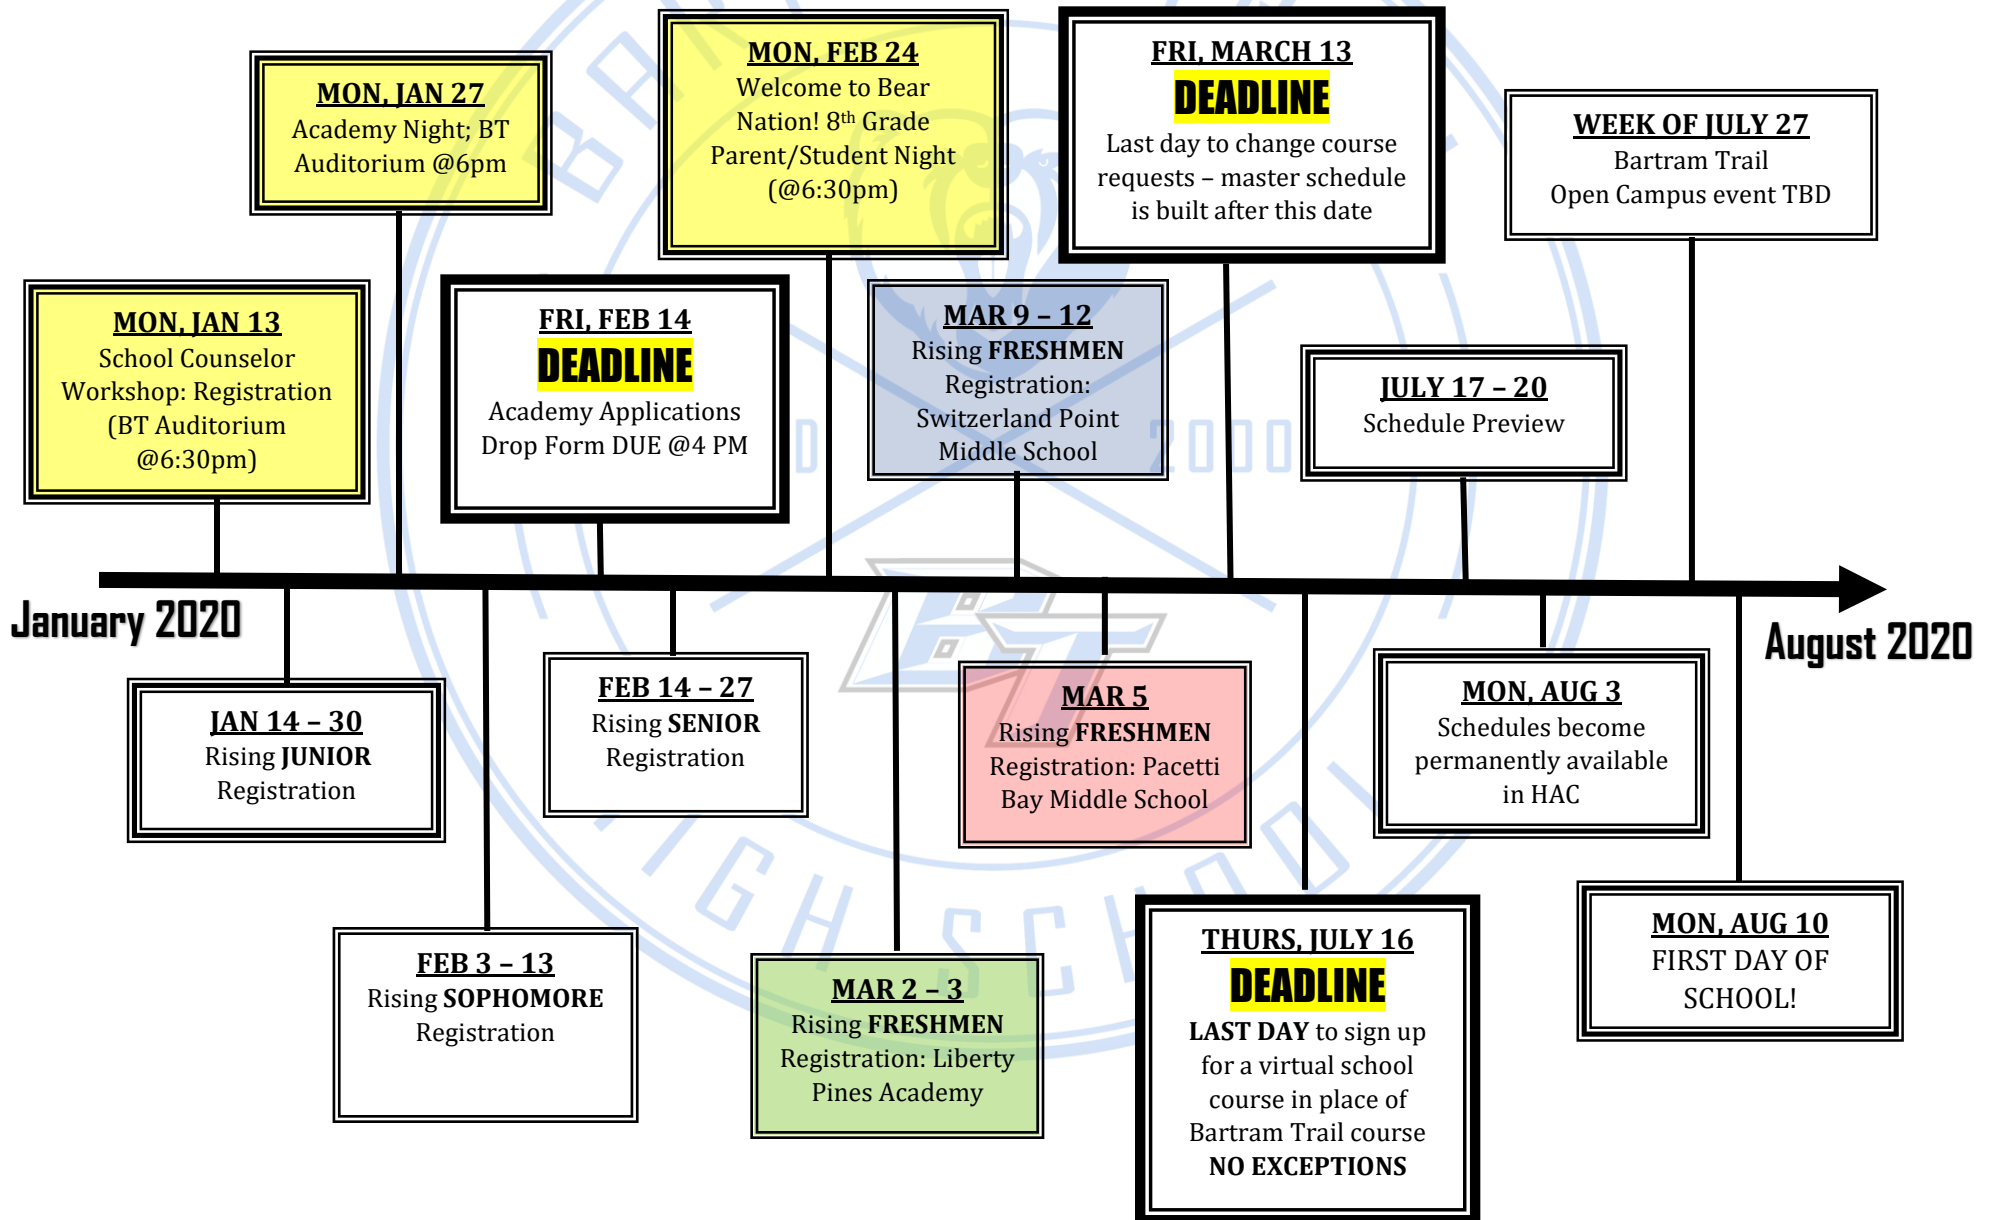 MON, JAN 13
School Counselor
Workshop: Registration
(BT Auditorium
@6:30pm)
MON, JAN 27
Academy Night; BT
Auditorium @6pm
FRI, FEB 14
DEADLINE
Academy Applications
Drop Form DUE @4 PM
MON, FEB 24
Welcome to Bear
Nation! 8th Grade
Parent/Student Night
(@6:30pm)
MAR 9 – 12
Rising FRESHMEN
Registration:
Switzerland Point
Middle School
FRI, MARCH 13
DEADLINE
Last day to change course
requests – master schedule
is built after this date
JULY 17 – 20
Schedule Preview
WEEK OF JULY 27
Bartram Trail
Open Campus event TBD
January 2020
August 2020
JAN 14 – 30
Rising JUNIOR
Registration
FEB 3 – 13
Rising SOPHOMORE
Registration
FEB 14 – 27
Rising SENIOR
Registration
MAR 2 – 3
Rising FRESHMEN
Registration: Liberty
Pines Academy
MAR 5
Rising FRESHMEN
Registration: Pacetti
Bay Middle School
THURS, JULY 16
DEADLINE
LAST DAY to sign up
for a virtual school
course in place of
Bartram Trail course
NO EXCEPTIONS
MON, AUG 3
Schedules become
permanently available
in HAC
MON, AUG 10
FIRST DAY OF
SCHOOL!
2000
BT
HIGH SCHOOL